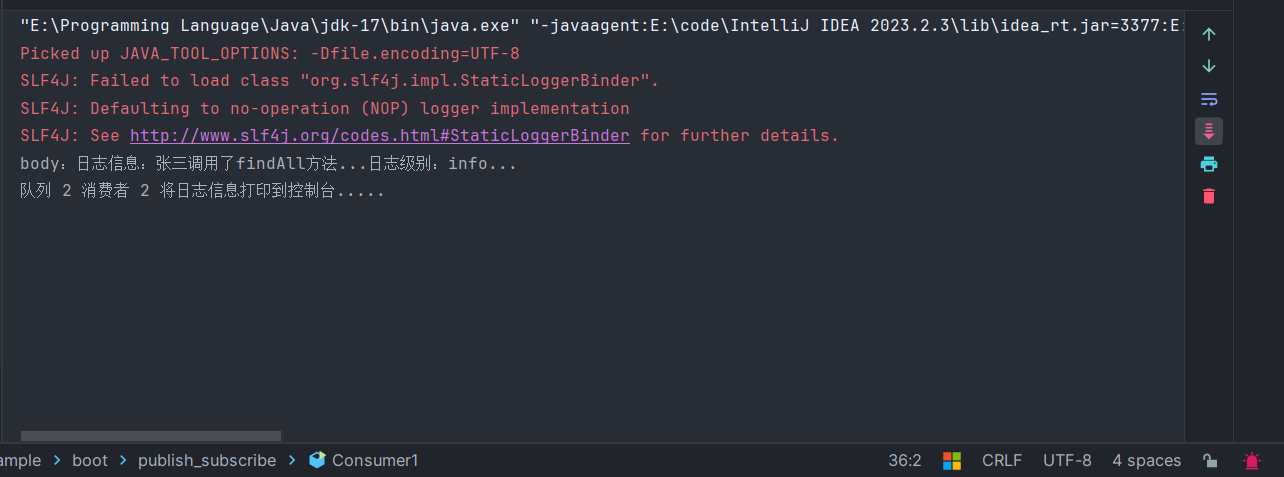 "E:\Programming Language\Java\jdk-17\bin\java.exe" "-javaagent:E:\code\IntelliJ IDEA 2023.2.3\lib\idea_rt.jar=3377:E:
Picked up JAVA_TOOL_OPTIONS: -Dfile.encoding=UTF-8
SLF4J: Failed to load class "org.slf4j.impl.StaticLoggerBinder".
SLF4J: Defaulting to no-operation (NOP) logger implementation
SLF4J: See http://www.slf4j.org/codes.html#StaticLoggerBinder for further details.
body：日志信息：张三调用了findAll方法...日志级别：info...
队列 2 消费者 2 将日志信息打印到控制台.....
ample > boot > publish_subscribe > Consumer1 36:2 CRLF UTF-8 4 spaces